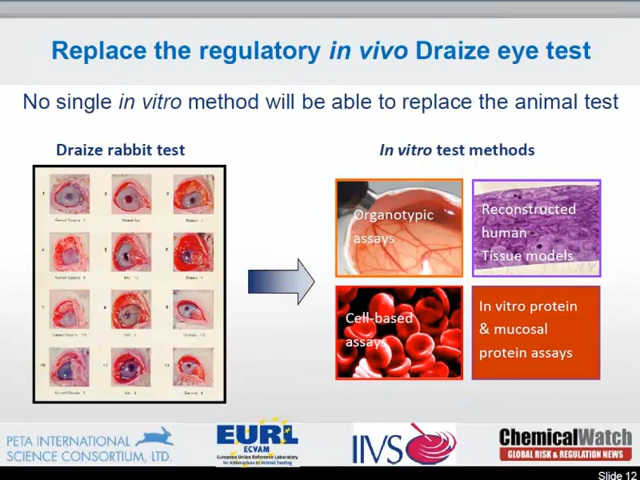 Replace the regulatory in vivo Draize eye test
No single in vitro method will be able to replace the animal test
Draize rabbit test
In vitro test methods
Organotypic
assays
Reconstructed
human
Tissue models
Cell-based
assays
In vitro protein
& mucosal
protein assays
PETA INTERNATIONAL
SCIENCE CONSORTIUM, LTD.
EURL
ECVAM
European Union Reference Laboratory
for Alternatives to Animal Testing
IIVS
ChemicalWatch
GLOBAL RISK & REGULATION NEWS
Slide 12